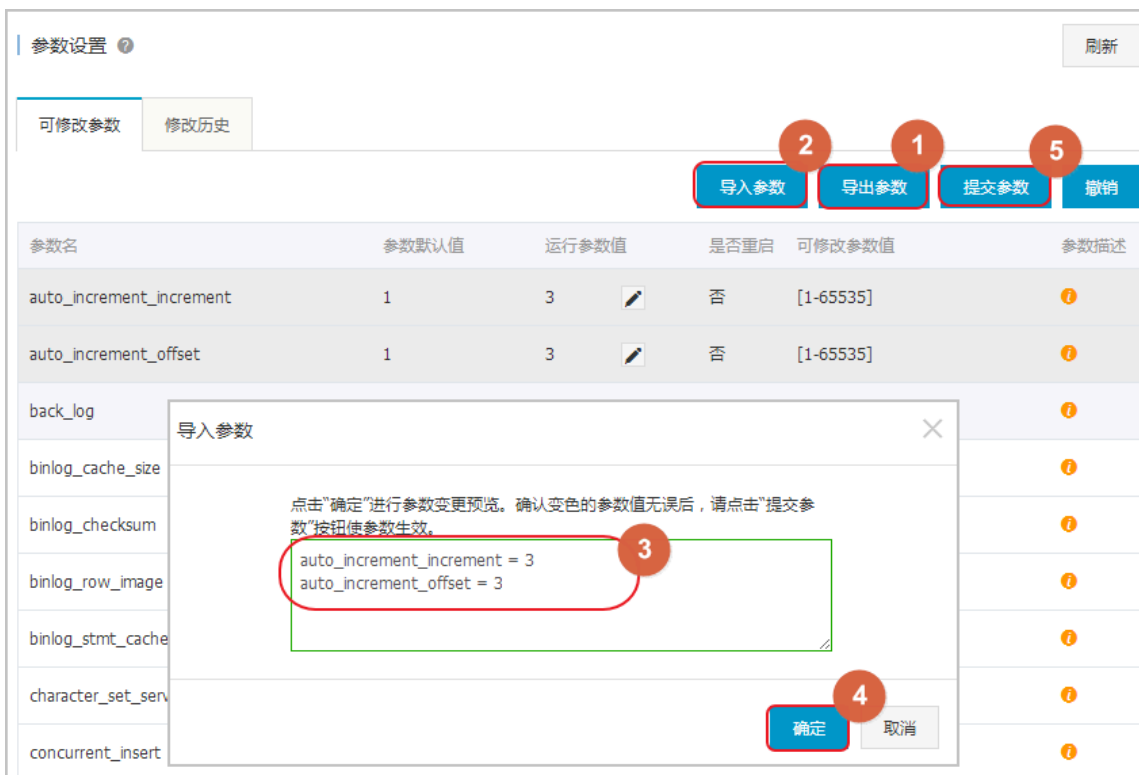 参数设置
刷新
可修改参数 修改历史
2 1 5
导入参数 导出参数 提交参数 撤销
参数名 参数默认值 运行参数值 是否重启 可修改参数值 参数描述
auto_increment_increment 1 3 否 [1-65535]
auto_increment_offset 1 3 否 [1-65535]
back_log
导入参数
binlog_cache_size
点击“确定”进行参数变更预览。确认变色的参数值无误后，请点击“提交参
数”按钮使参数生效。
binlog_checksum
3
auto_increment_increment = 3
auto_increment_offset = 3
binlog_row_image
binlog_stmt_cache
character_set_serv
4
确定 取消
concurrent_insert